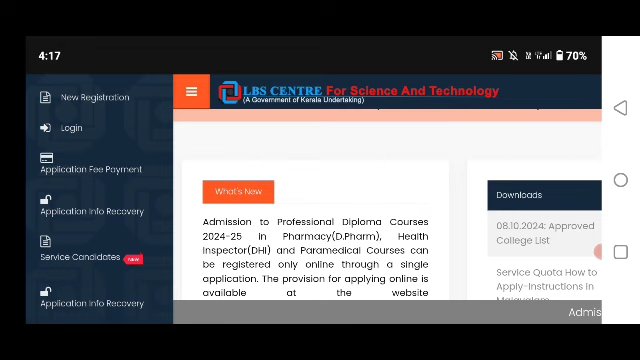 4:17
70%
New Registration
Login
Application Fee Payment
Application Info Recovery
Service Candidates NEW
Application Info Recovery
LBS CENTRE For Science And Technology
(A Government of Kerala Undertaking)
What's New
Admission to Professional Diploma Courses
2024-25 in Pharmacy(D.Pharm), Health
Inspector(DHI) and Paramedical Courses can
be registered only online through a single
application. The provision for applying online is
available at the website
Downloads
08.10.2024: Approved
College List
Service Quota How to
Apply-Instructions in
Malayalam
Admis